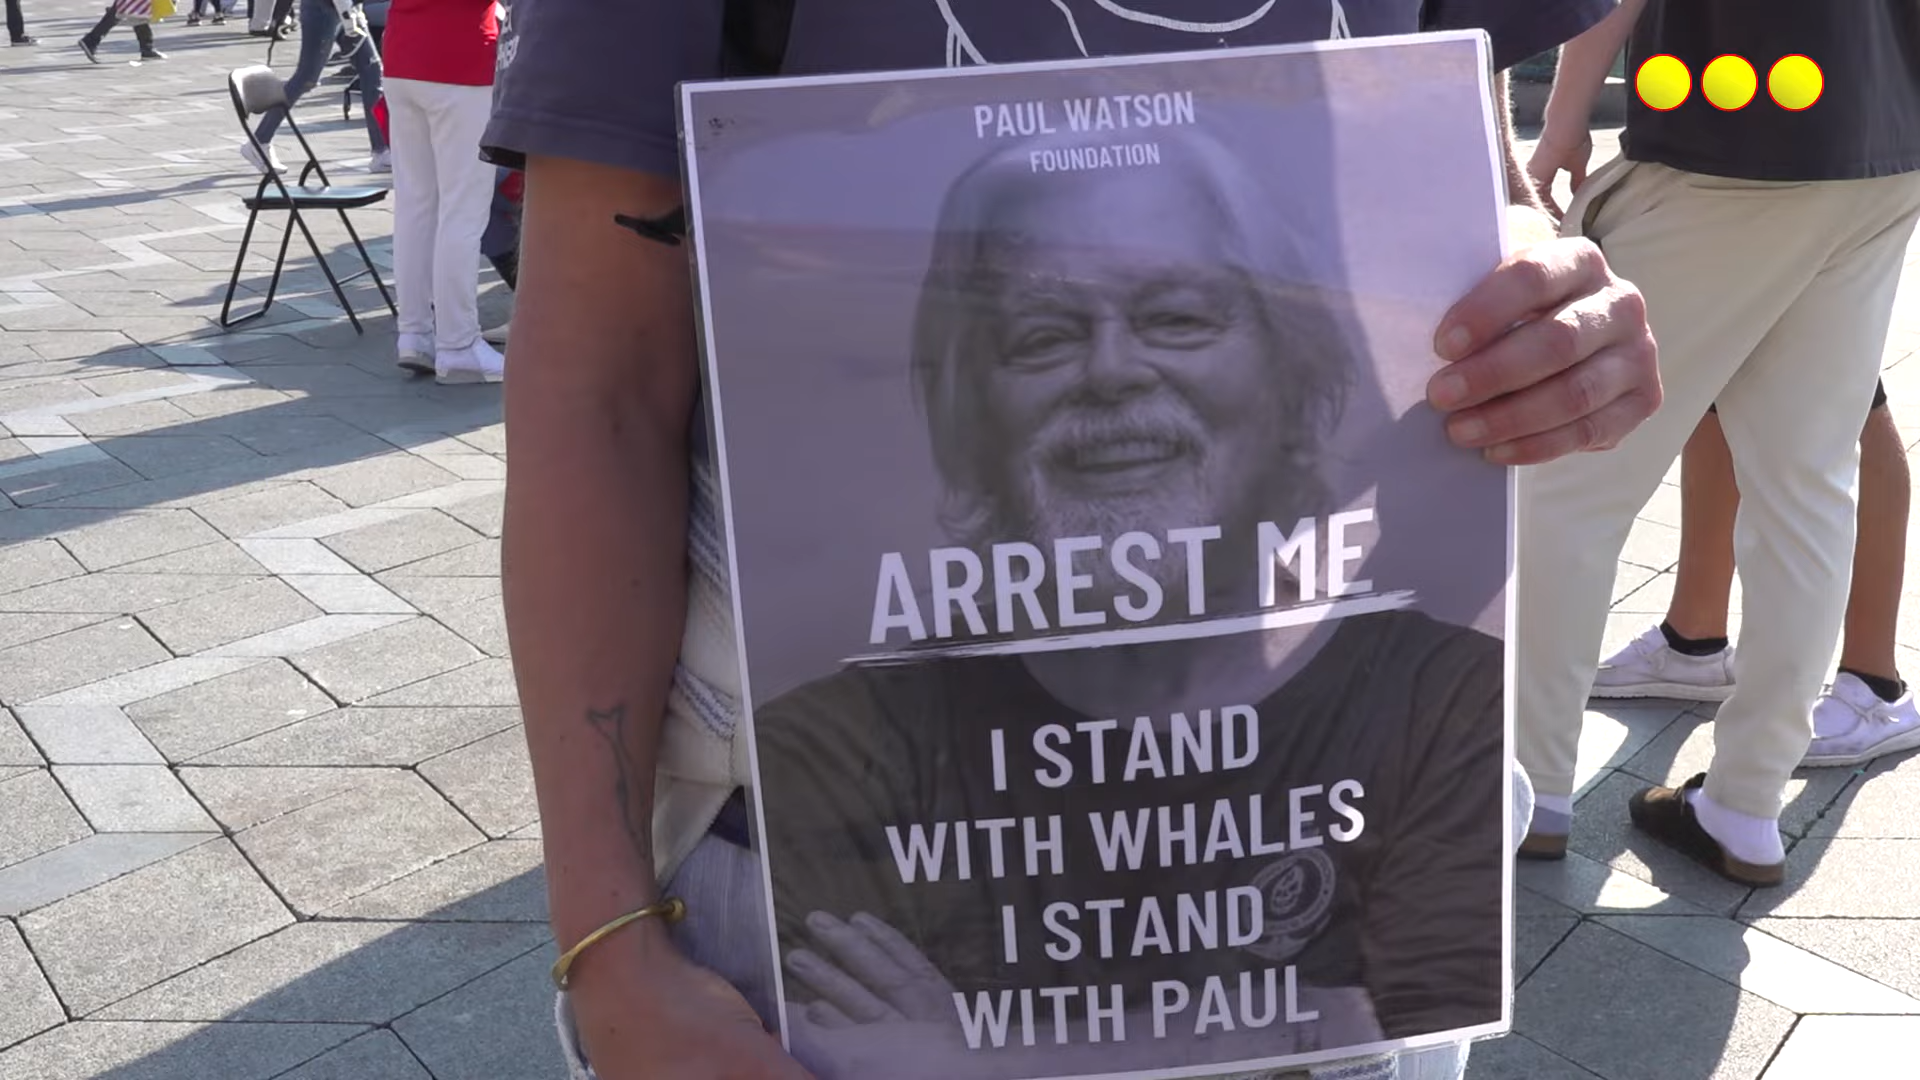 PAUL WATSON
FOUNDATION
ARREST ME
I STAND
WITH WHALES
I STAND
WITH PAUL